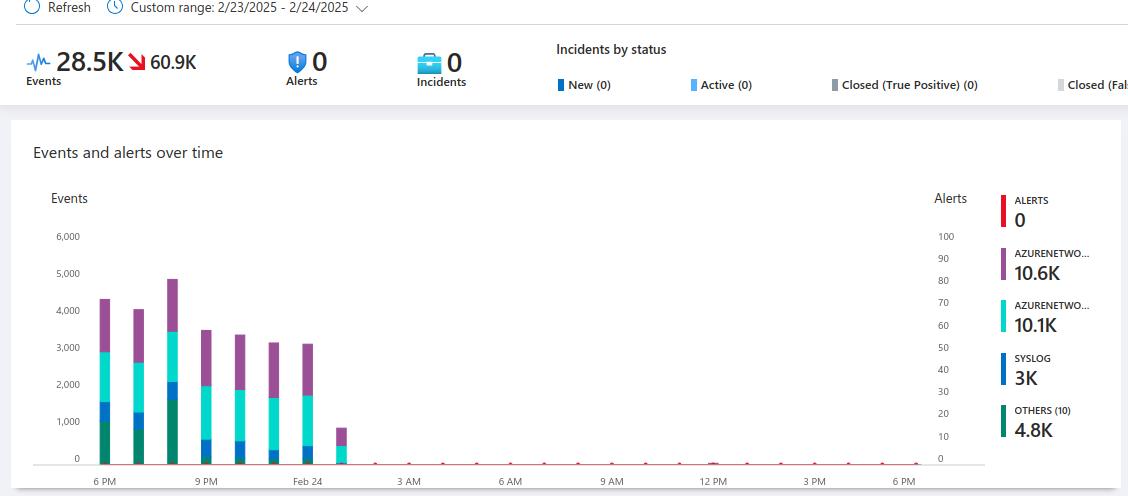 Refresh Custom range: 2/23/2025 - 2/24/2025
28.5K 60.9K
Events
0
Alerts
0
Incidents
Incidents by status
New (0) Active (0) Closed (True Positive) (0) Closed (Fal
Events and alerts over time
Events Alerts
6,000
5,000
4,000
3,000
2,000
1,000
0
100
90
80
70
60
50
40
30
20
10
0
6 PM 9 PM Feb 24 3 AM 6 AM 9 AM 12 PM 3 PM 6 PM
ALERTS
0
AZURENETWO...
10.6K
AZURENETWO...
10.1K
SYSLOG
3K
OTHERS (10)
4.8K